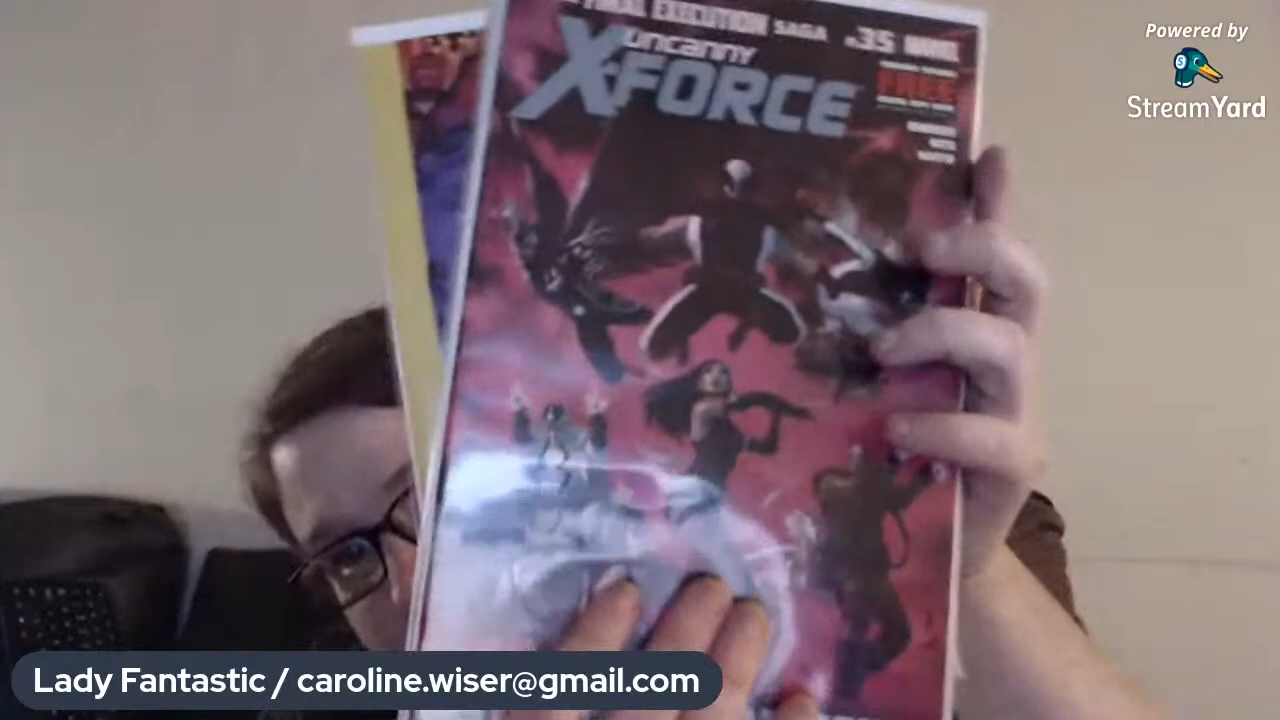 Powered by
StreamYard
FINAL EXECUTION SAGA #35 MARVEL
UNCANNY
X-FORCE
FREE
Lady Fantastic / caroline.wiser@gmail.com